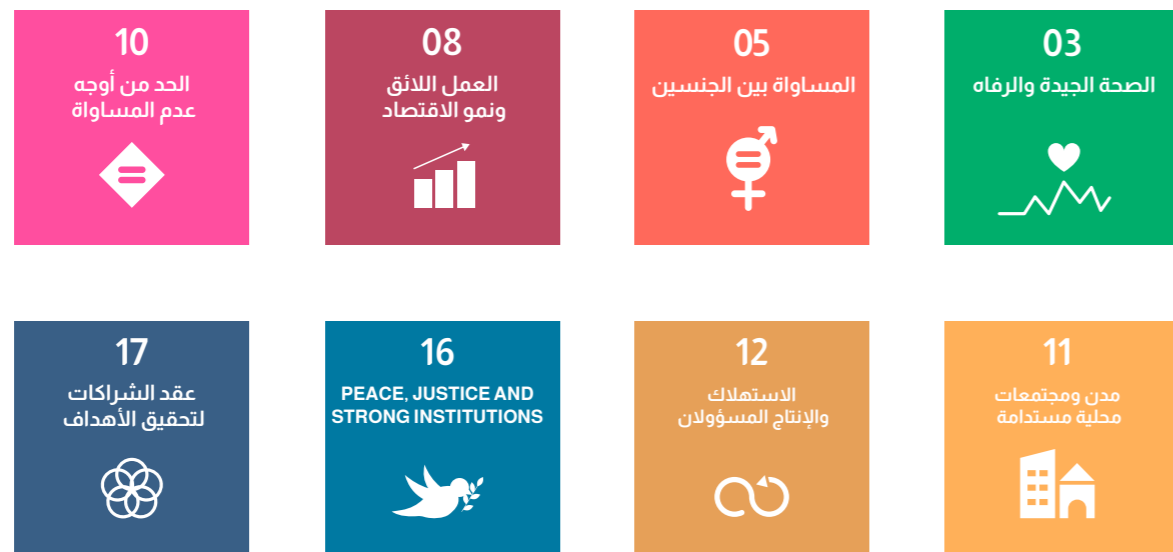 03
الصحة الجيدة والرفاه
05
المساواة بين الجنسين
08
العمل اللائق
ونمو الاقتصاد
10
الحد من أوجه
عدم المساواة
11
مدن ومجتمعات
محلية مستدامة
12
الاستهلاك
والإنتاج المسؤولان
16
PEACE, JUSTICE AND
STRONG INSTITUTIONS
17
عقد الشراكات
لتحقيق الأهداف